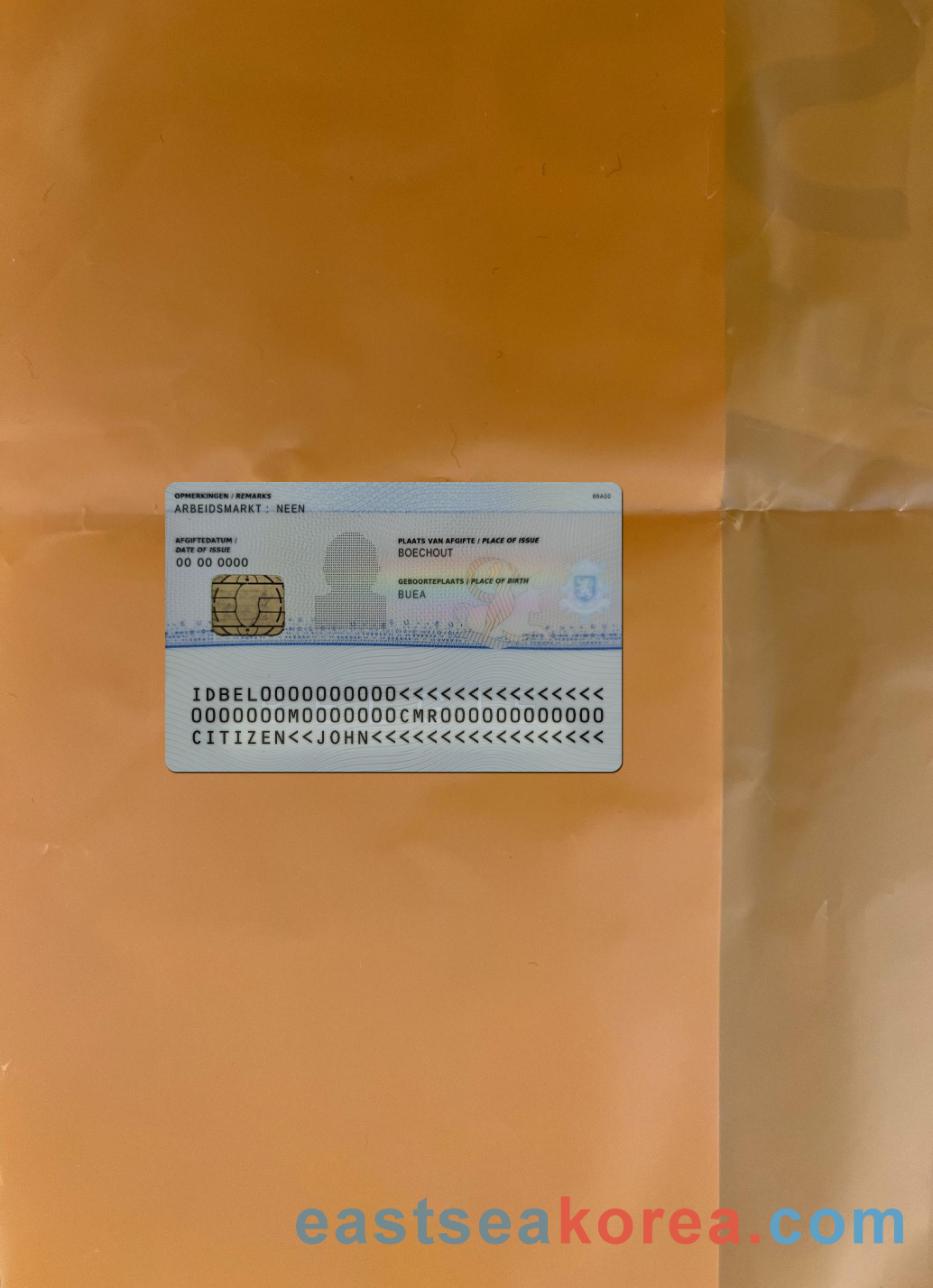 OPMERKINGEN / REMARKS
ARBEIDSMARKT : NEEN
AFGIFTEDATUM /
DATE OF ISSUE
00 00 0000
PLAATS VAN AFGIFTE / PLACE OF ISSUE
BOECHOUT
GEBOORTEPLAATS / PLACE OF BIRTH
BUEA
IDBEL0000000000<<<<<<<<<<<<<<<
0000000M0000000CMR000000000000
CITIZEN<<JOHN<<<<<<<<<<<<<<<<<
eastseakorea.com